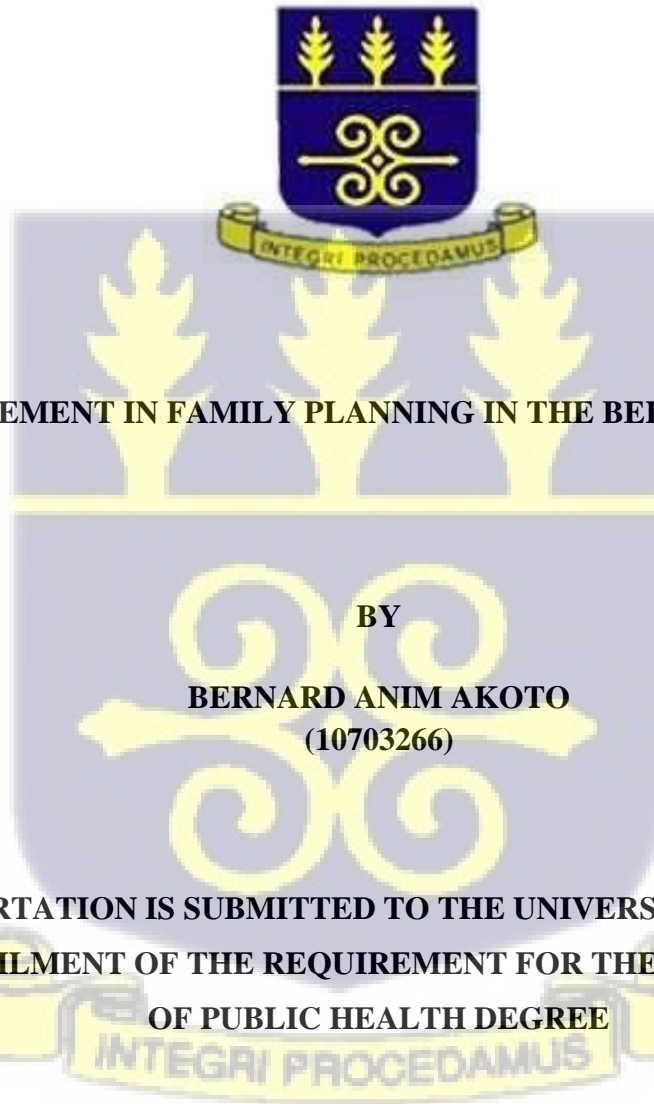 INTEGRI PROCEDAMUS
EMENT IN FAMILY PLANNING IN THE
BY
BERNARD ANIM AKOTO
(10703266)
RTATION IS SUBMITTED TO THE UNIVERS
ILMENT OF THE REQUIREMENT FOR THE
OF PUBLIC HEALTH DEGREE
INTEGRI PROCEDAMUS